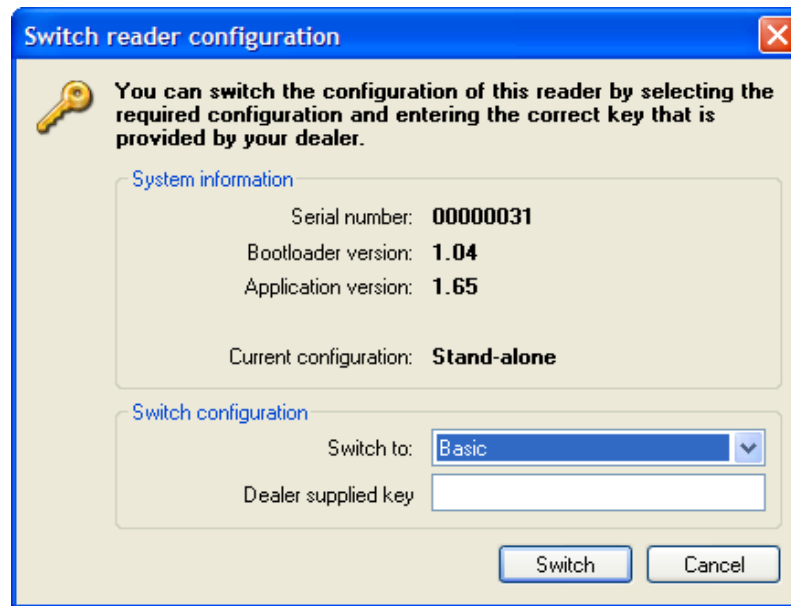 Switch reader configuration
You can switch the configuration of this reader by selecting the
required configuration and entering the correct key that is
provided by your dealer.
System information
Serial number: 00000031
Bootloader version: 1.04
Application version: 1.65
Current configuration: Stand-alone
Switch configuration
Switch to: Basic
Dealer supplied key
Switch Cancel